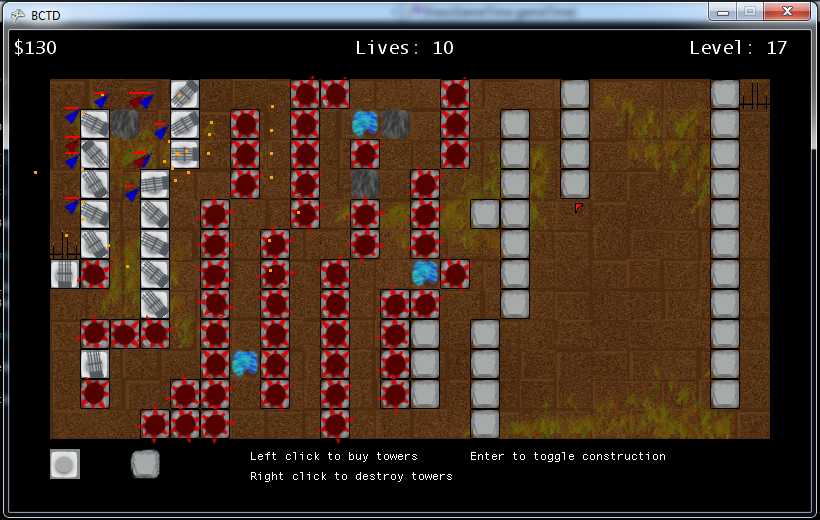 BCTD
$130
Lives: 10
Level: 17
Left click to buy towers
Enter to toggle construction
Right click to destroy towers